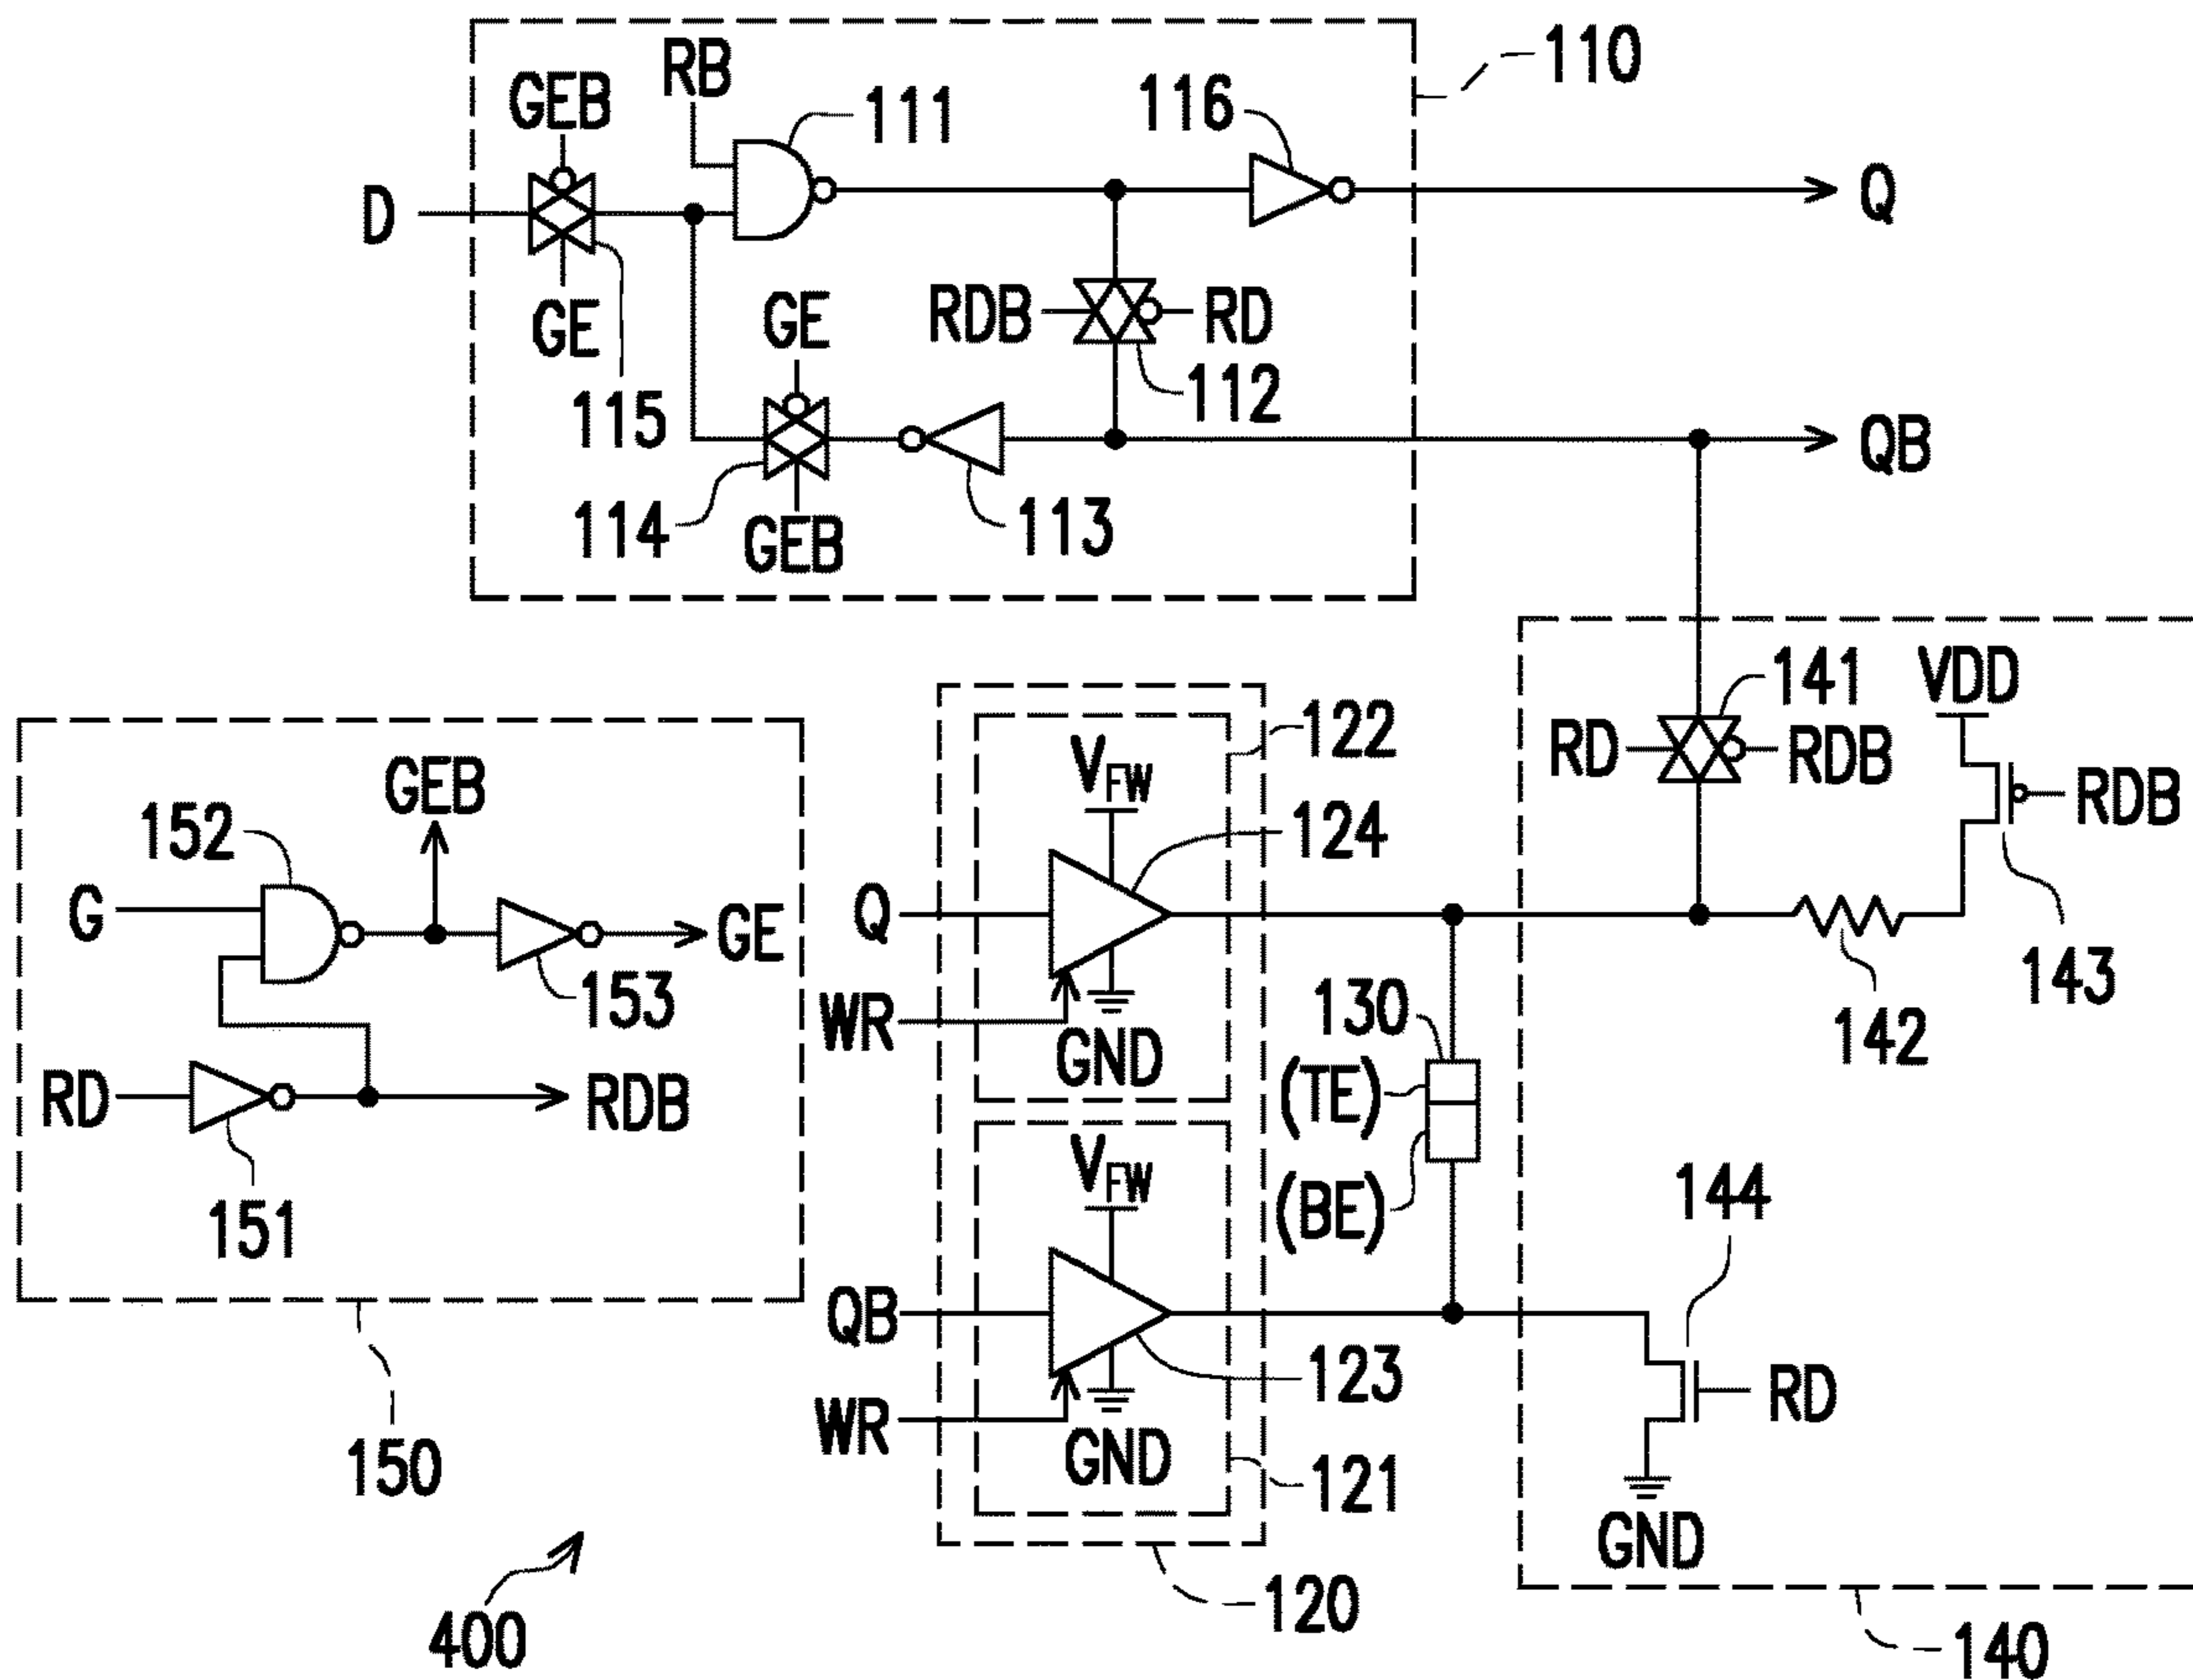 110
RB
GEB
111
116
D
Q
GE
GE
RDB
RD
115
112
QB
114
GEB
113
141
VDD
122
RD
RDB
V_FW
GEB
RDB
152
124
G
Q
GE
143
153
WR
130
142
GND
(TE)
RD
RDB
V_FW
144
(BE)
151
QB
123
RD
WR
GND
150
121
GND
120
400
140